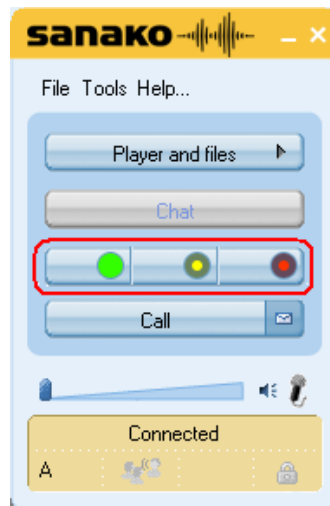 sanako
File Tools Help...
Player and files
Chat
Call
Connected
A